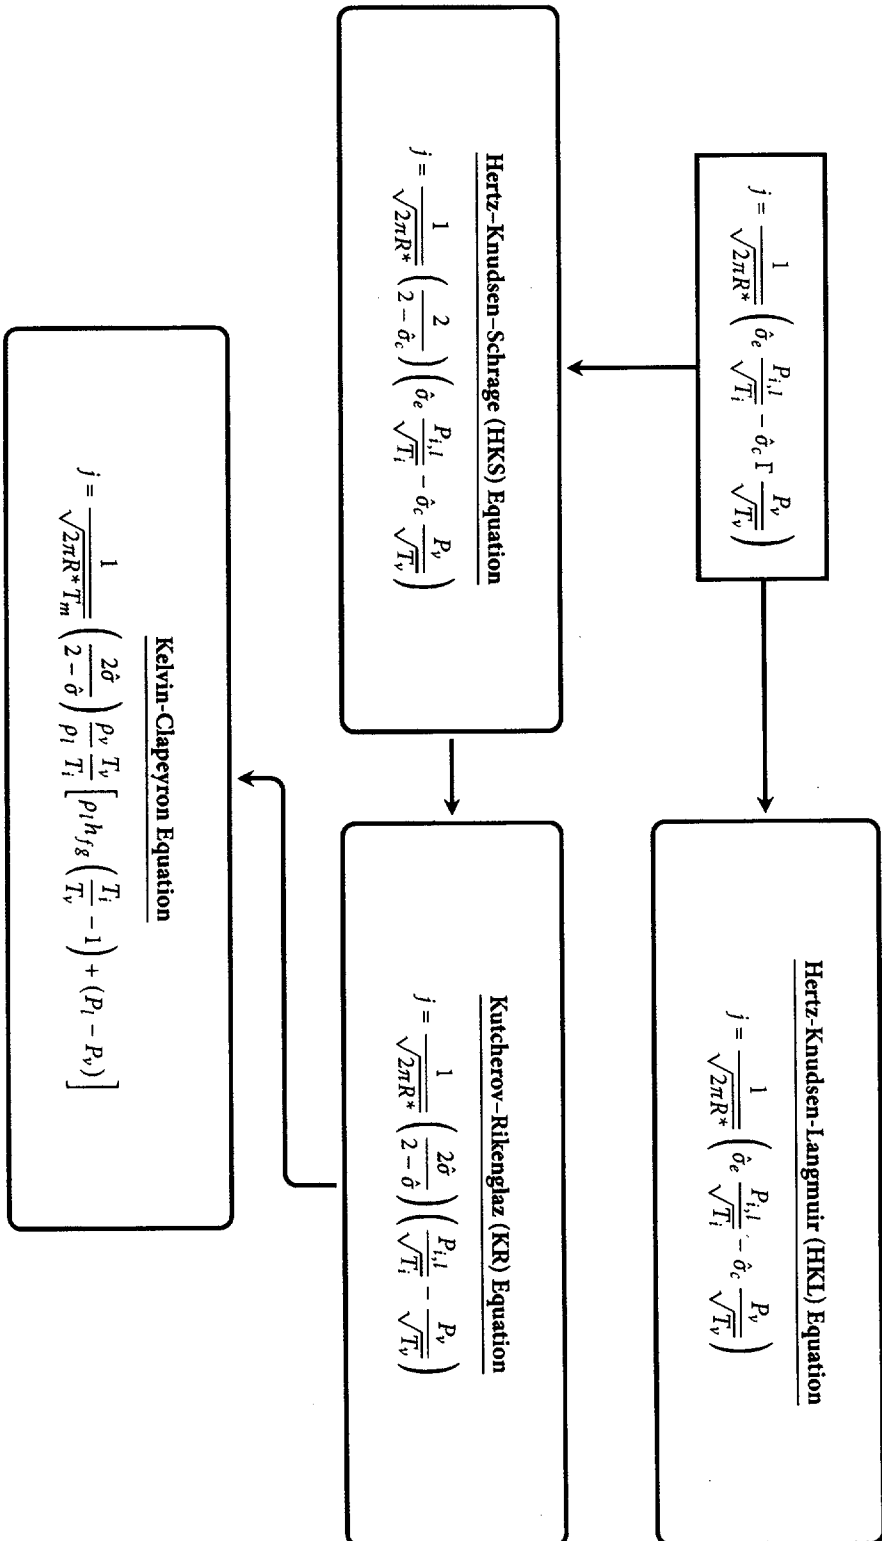 j = \frac{1}{\sqrt{2\pi R^*}} \left( \hat{\sigma}_e \frac{P_{i,l}}{\sqrt{T_i}} - \hat{\sigma}_c \Gamma \frac{P_v}{\sqrt{T_v}} \right)
Hertz-Knudsen-Langmuir (HKL) Equation
j = \frac{1}{\sqrt{2\pi R^*}} \left( \hat{\sigma}_e \frac{P_{i,l}}{\sqrt{T_i}} - \hat{\sigma}_c \frac{P_v}{\sqrt{T_v}} \right)
Hertz–Knudsen–Schrage (HKS) Equation
j = \frac{1}{\sqrt{2\pi R^*}} \left( \frac{2}{2 - \hat{\sigma}_c} \right) \left( \hat{\sigma}_e \frac{P_{i,l}}{\sqrt{T_i}} - \hat{\sigma}_c \frac{P_v}{\sqrt{T_v}} \right)
Kutcherov–Rikenglaz (KR) Equation
j = \frac{1}{\sqrt{2\pi R^*}} \left( \frac{2\hat{\sigma}}{2 - \hat{\sigma}} \right) \left( \frac{P_{i,l}}{\sqrt{T_i}} - \frac{P_v}{\sqrt{T_v}} \right)
Kelvin-Clapeyron Equation
j = \frac{1}{\sqrt{2\pi R^* T_m}} \left( \frac{2\hat{\sigma}}{2 - \hat{\sigma}} \right) \frac{\rho_v}{\rho_l} \frac{T_v}{T_i} \left[ \rho_l h_{fg} \left( \frac{T_i}{T_v} - 1 \right) + (P_l - P_v) \right]